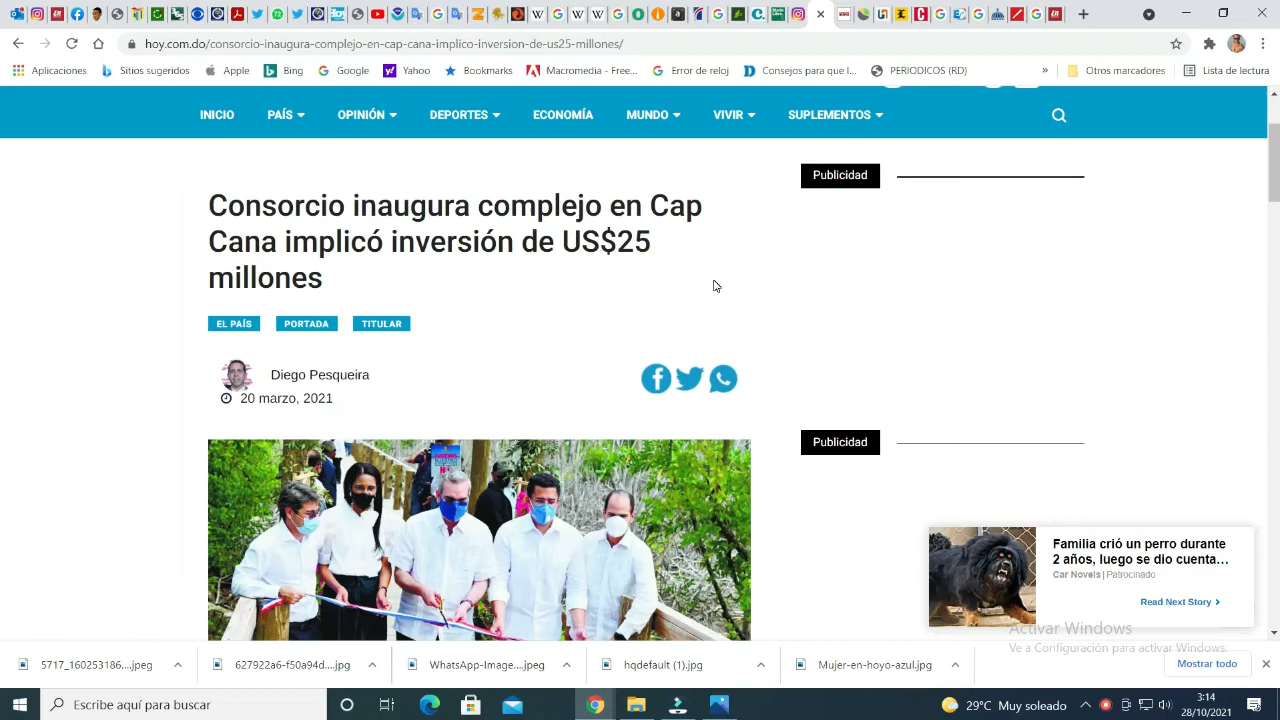 hoy.com.do/consorcio-inaugura-complejo-en-cap-cana-implico-inversion-de-us25-millones/
Aplicaciones
Sitios sugeridos
Apple
Bing
Google
Yahoo
Bookmarks
Macromedia - Free...
Error de reloj
Consejos para que l...
PERIODICOS (RD)
»
Otros marcadores
Lista de lectura
INICIO
PAÍS
OPINIÓN
DEPORTES
ECONOMÍA
MUNDO
VIVIR
SUPLEMENTOS
Publicidad
Consorcio inaugura complejo en Cap
Cana implicó inversión de US$25
millones
EL PAÍS
PORTADA
TITULAR
Diego Pesqueira
20 marzo, 2021
Publicidad
Familia crió un perro durante
2 años, luego se dio cuenta...
Car Novels | Patrocinado
Read Next Story
Activar Windows
Ve a Configuración para activar Windows.
5717_160253186....jpeg
627922a6-f50a94d....jpg
WhatsApp-Image....jpeg
hqdefault (1).jpg
Mujer-en-hoyo-azul.jpg
Mostrar todo
Escribe aquí para buscar
29°C Muy soleado
3:14
28/10/2021